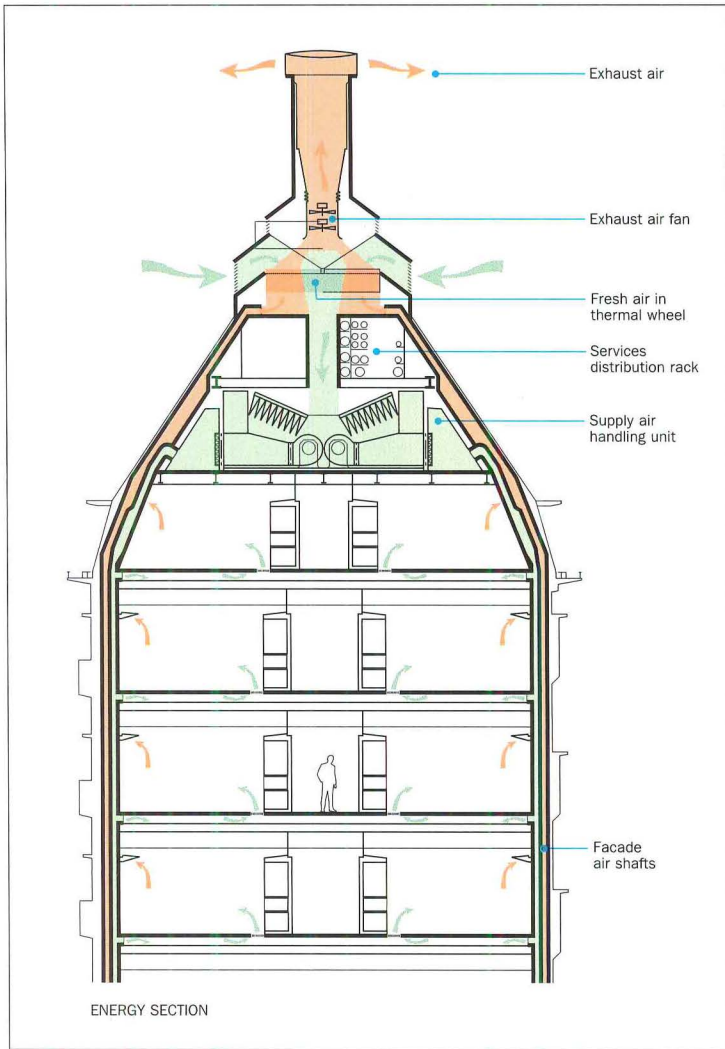 Exhaust air
Exhaust air fan
Fresh air in
thermal wheel
Services
distribution rack
Supply air
handling unit
Facade
air shafts
ENERGY SECTION